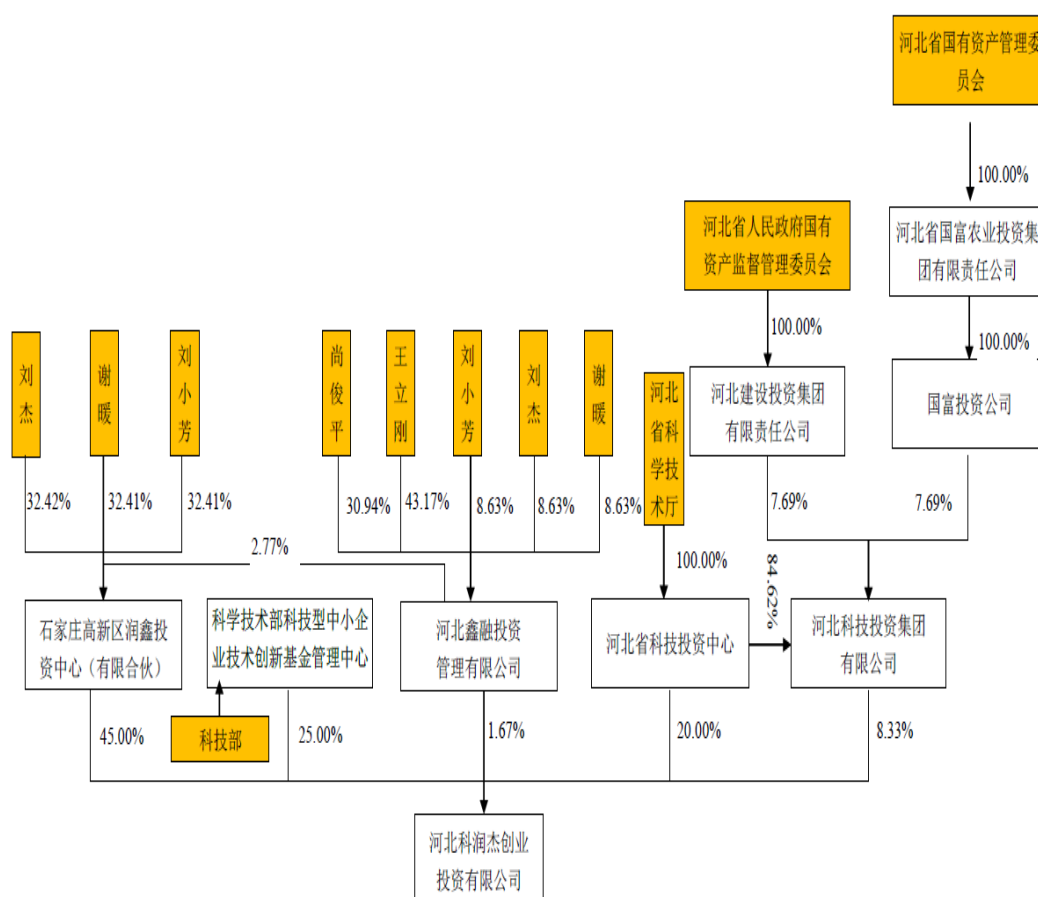 河北省国有资产管理委
员会
100.00%
河北省人民政府国有
资产监督管理委员会
河北省国富农业投资集
团有限责任公司
100.00%
100.00%
刘杰
谢暖
刘小芳
尚俊平
王立刚
刘小芳
刘杰
谢暖
河北省科学技术厅
河北建设投资集团
有限责任公司
国富投资公司
32.42%
32.41%
32.41%
30.94%
43.17%
8.63%
8.63%
8.63%
7.69%
7.69%
2.77%
100.00%
84.62%
石家庄高新区润鑫投
资中心（有限合伙）
科学技术部科技型中小企
业技术创新基金管理中心
河北鑫融投资
管理有限公司
河北省科技投资中心
河北科技投资集团
有限公司
科技部
45.00%
25.00%
1.67%
20.00%
8.33%
河北科润杰创业
投资有限公司